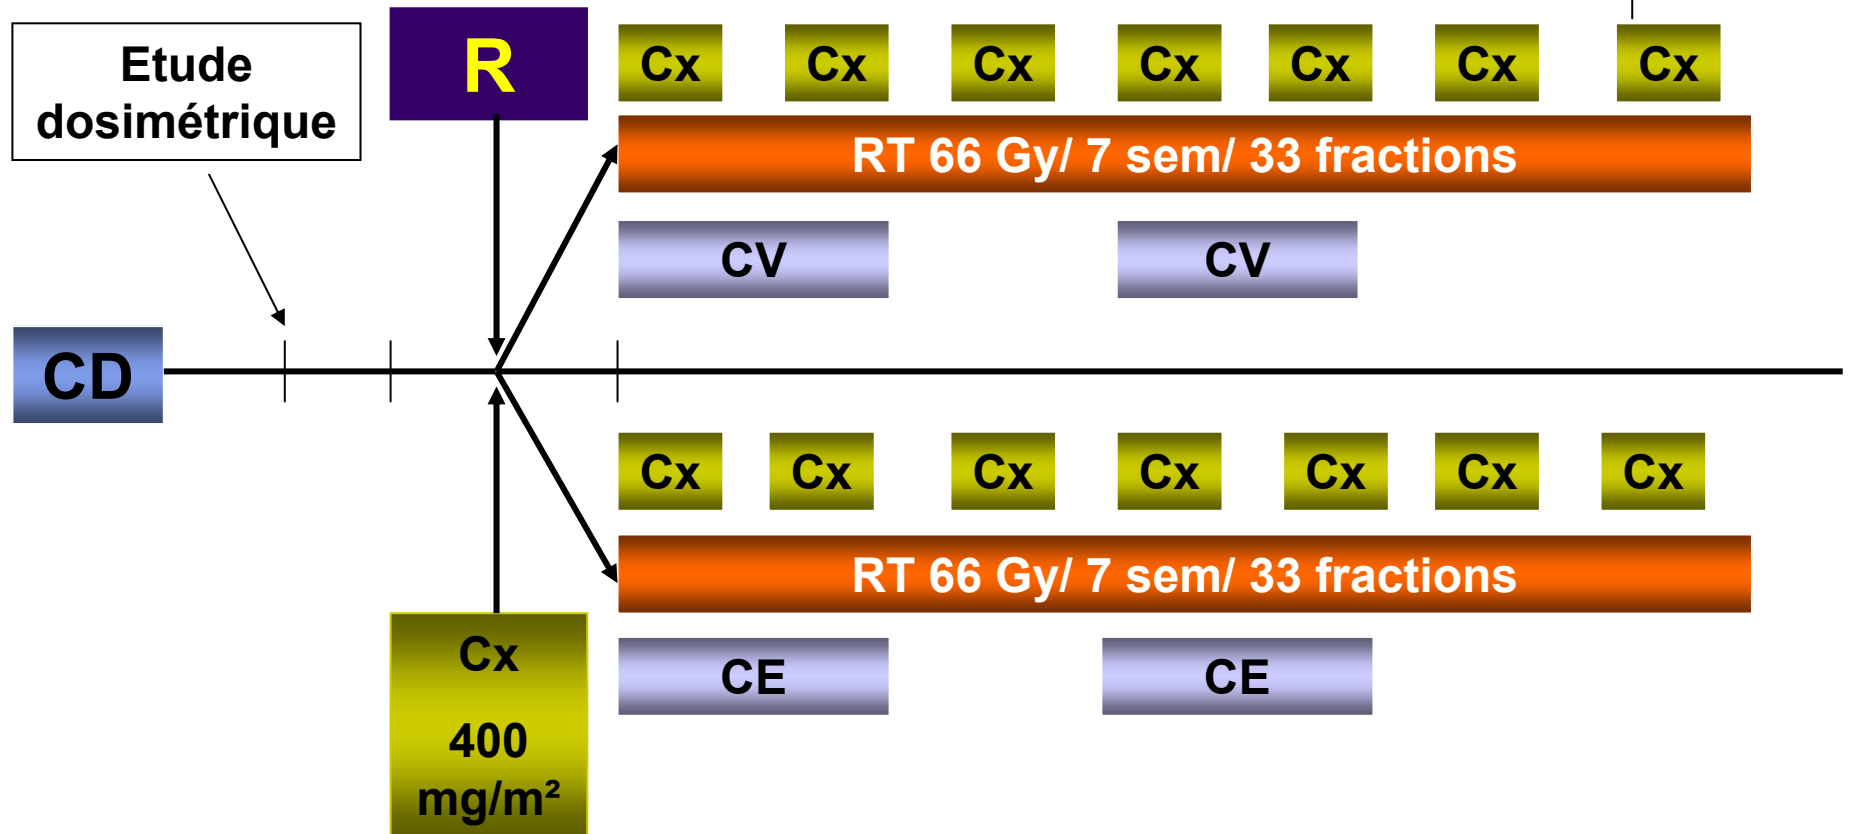 Etude
dosimétrique
R
Cx Cx Cx Cx Cx Cx Cx
RT 66 Gy/ 7 sem/ 33 fractions
CV CV
CD
Cx Cx Cx Cx Cx Cx Cx
RT 66 Gy/ 7 sem/ 33 fractions
CE CE
Cx
400
mg/m²